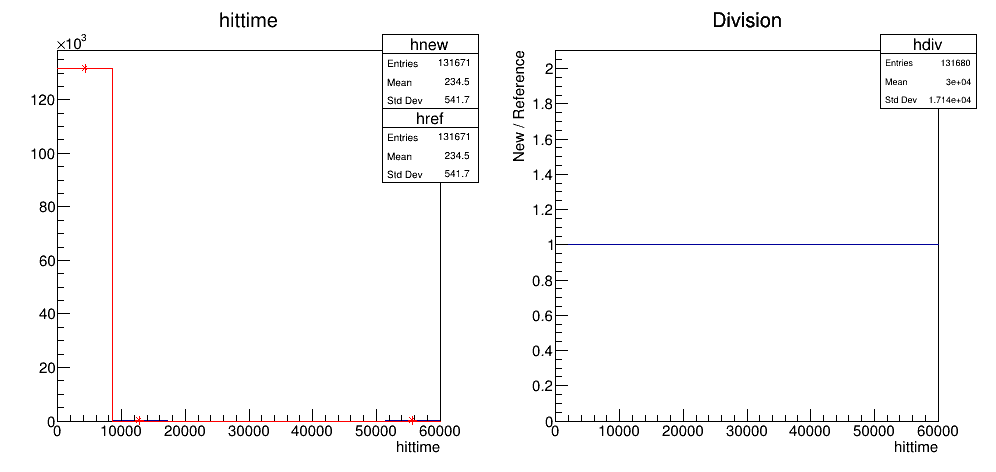 hittime
×10³
hnew
Entries 131671
Mean 234.5
Std Dev 541.7
href
Entries 131671
Mean 234.5
Std Dev 541.7
120
100
80
60
40
20
0
0 10000 20000 30000 40000 50000 60000
hittime
Division
hdiv
Entries 131680
Mean 3e+04
Std Dev 1.714e+04
New / Reference
2
1.8
1.6
1.4
1.2
1
0.8
0.6
0.4
0.2
0
0 10000 20000 30000 40000 50000 60000
hittime